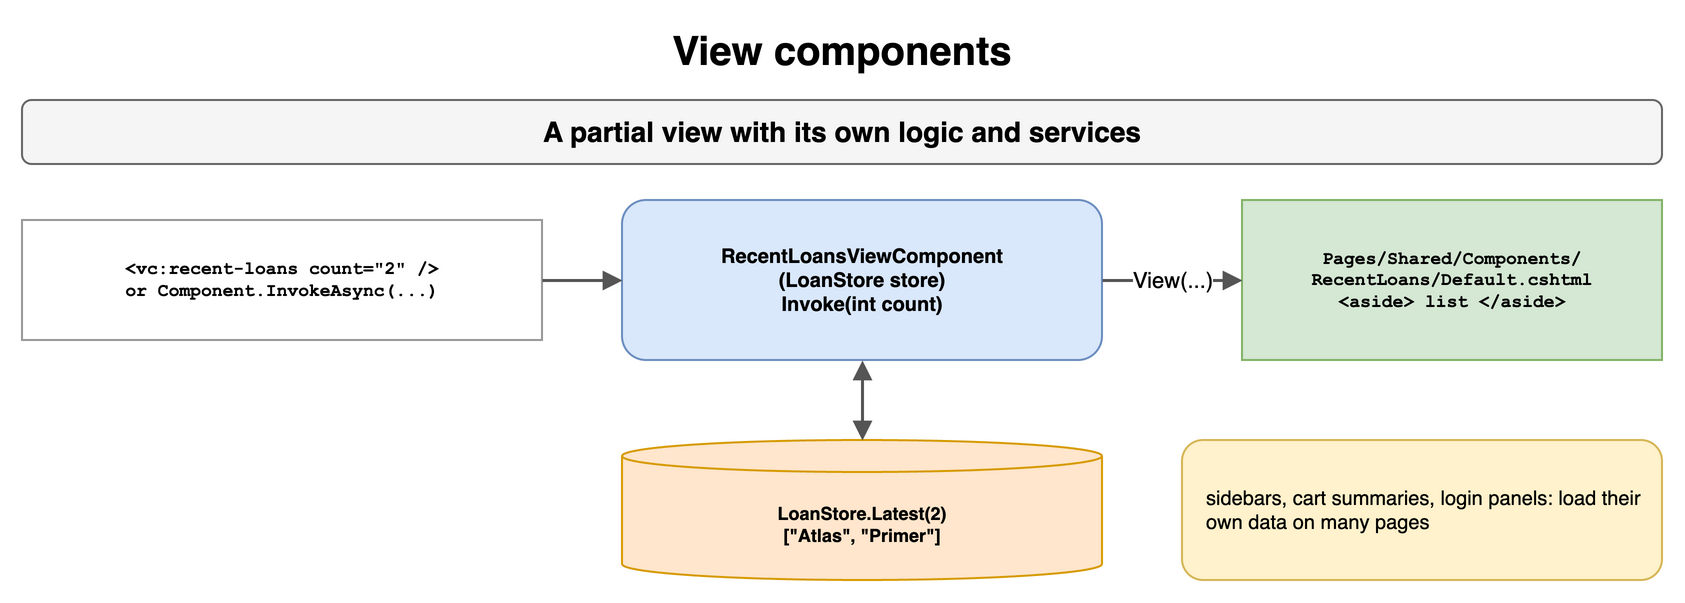 View components
A partial view with its own logic and services
<vc:recent-loans count="2" />
or Component.InvokeAsync(...)
RecentLoansViewComponent
(LoanStore store)
Invoke(int count)
View(...)
Pages/Shared/Components/
RecentLoans/Default.cshtml
<aside> list </aside>
LoanStore.Latest(2)
["Atlas", "Primer"]
sidebars, cart summaries, login panels: load their
own data on many pages